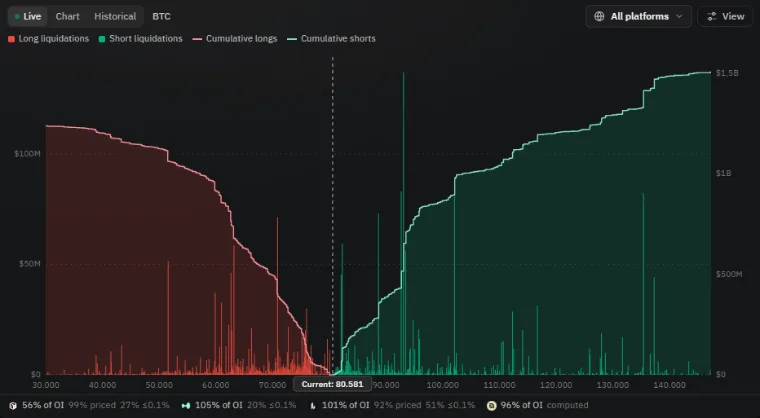 Live Chart Historical BTC All platforms View
Long liquidations Short liquidations Cumulative longs Cumulative shorts
$1,5B
$100M
$1B
$50M
$500M
$0 $0
30.000 40.000 50.000 60.000 70.000 90.000 100.000 110.000 120.000 130.000 140.000
Current: 80.581
56% of OI 99% priced 27% ≤0.1% 105% of OI 20% ≤0.1% 101% of OI 92% priced 51% ≤0.1% 96% of OI computed